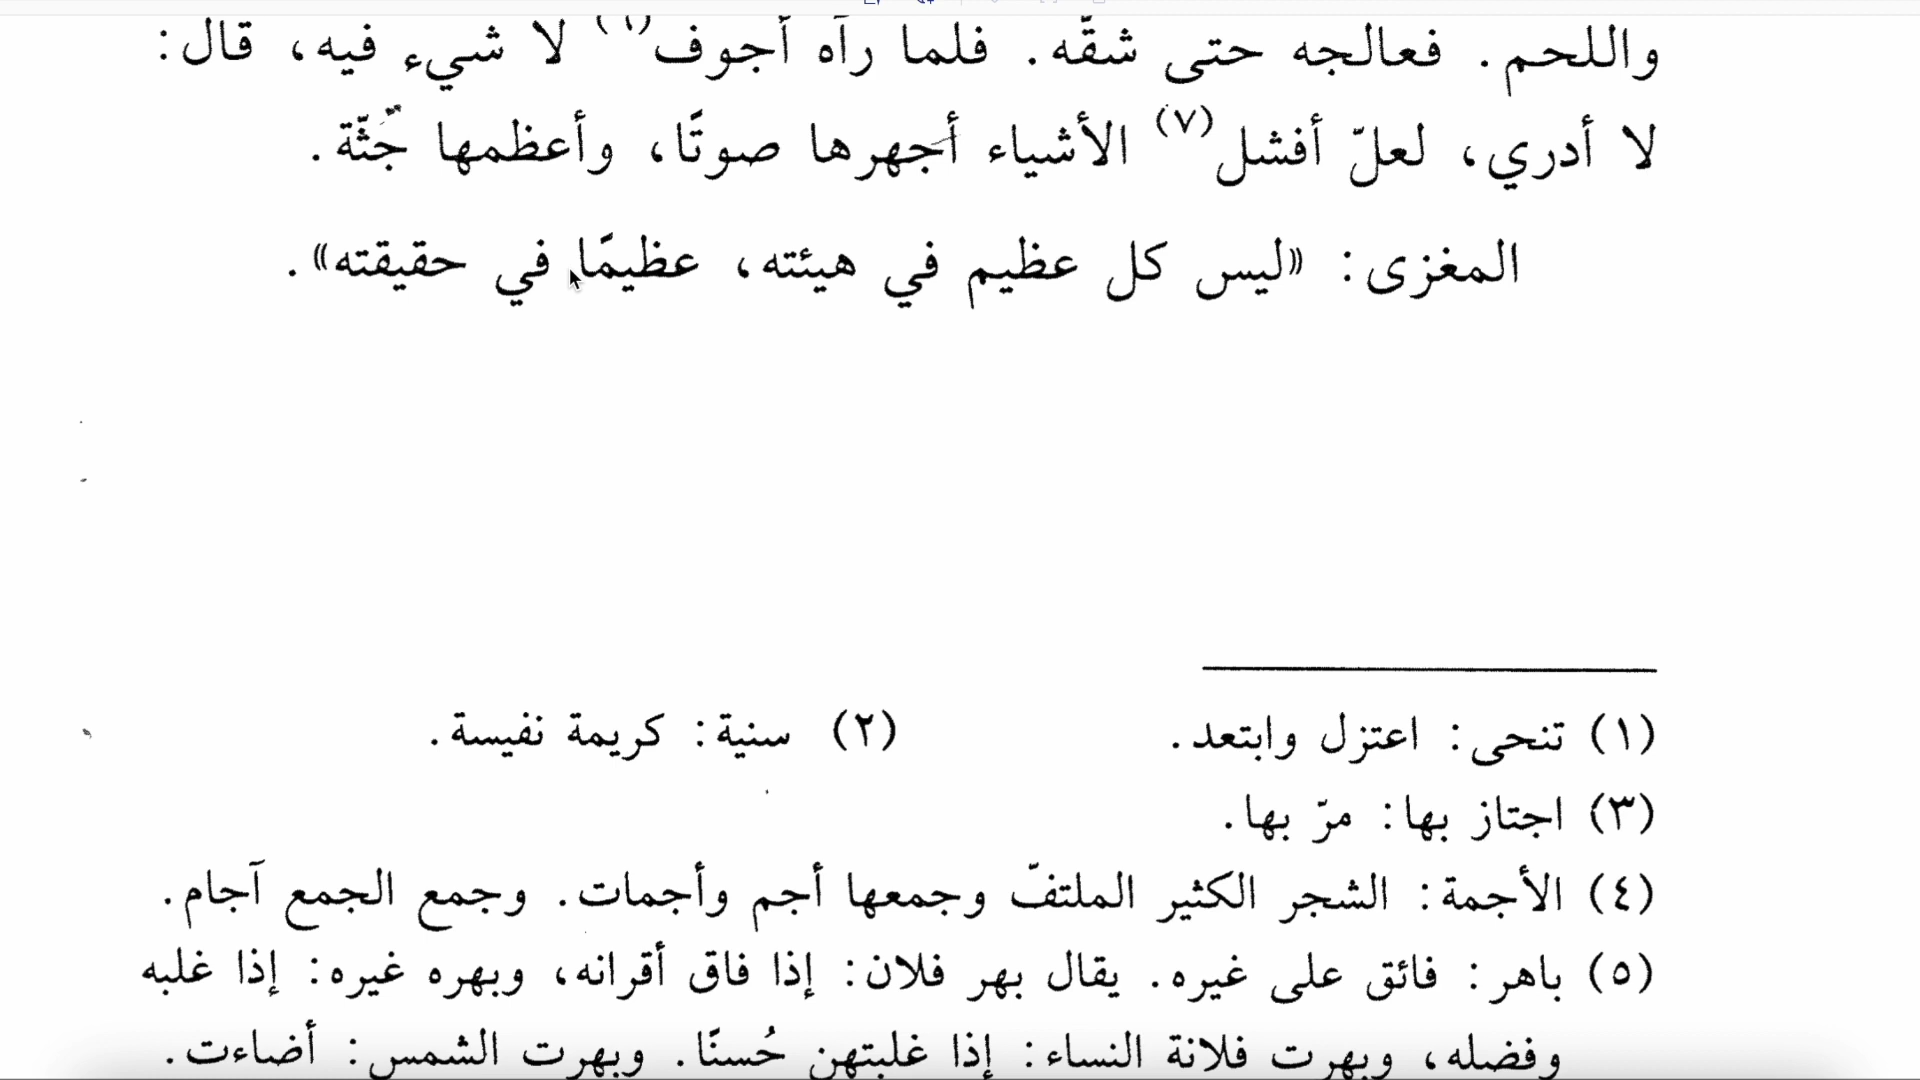 واللحم. فعالجه حتى شقّه. فلما رآه أجوف(٦) لا شيء فيه، قال:
لا أدري، لعلّ أفشل(٧) الأشياء أجهرها صوتًا، وأعظمها جُثّة.
المغزى: «ليس كل عظيم في هيئته، عظيمًا في حقيقته».
(١) تنحى: اعتزل وابتعد. (٢) سنية: كريمة نفيسة.
(٣) اجتاز بها: مرّ بها.
(٤) الأجمة: الشجر الكثير الملتفّ وجمعها أجم وأجمات. وجمع الجمع آجام.
(٥) باهر: فائق على غيره. يقال بهر فلان: إذا فاق أقرانه، وبهره غيره: إذا غلبه
وفضله، وبهرت فلانة النساء: إذا غلبتهن حُسنًا. وبهرت الشمس: أضاءت.